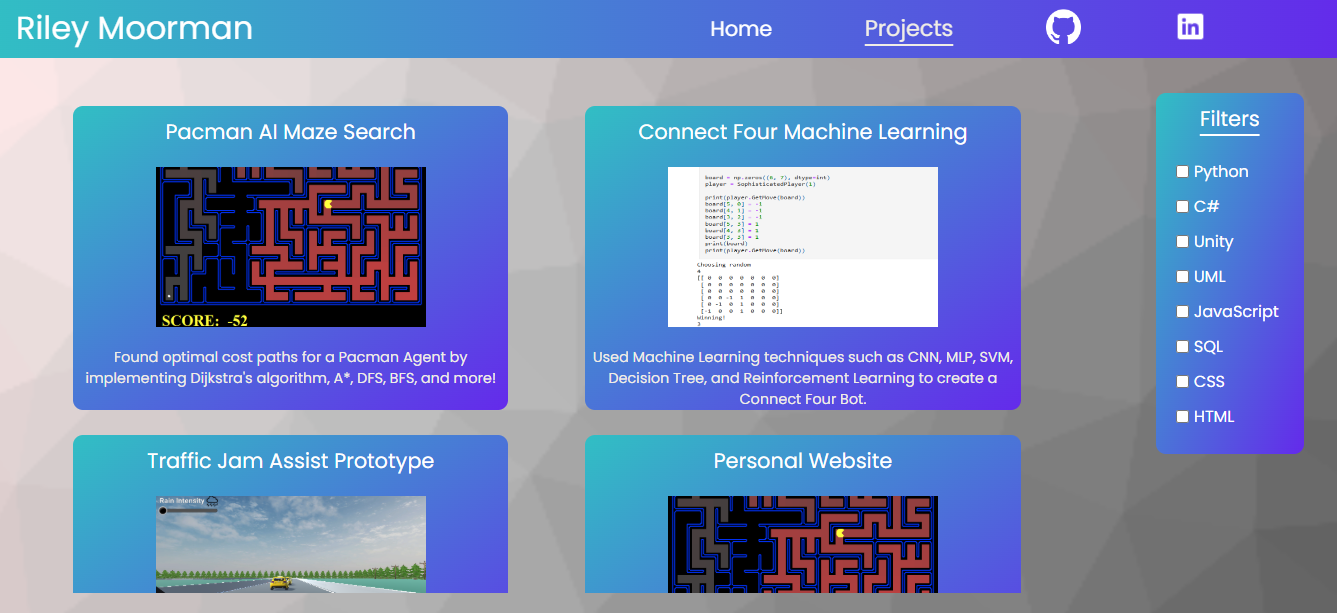 Riley Moorman
Home
Projects
Pacman AI Maze Search
SCORE: -52
Found optimal cost paths for a Pacman Agent by
implementing Dijkstra's algorithm, A*, DFS, BFS, and more!
Connect Four Machine Learning
board = np.zeros((6, 7), dtype=int)
player = SophisticatedPlayer(1)
print(player.GetMove(board))
board[5, 0] = -1
board[4, 1] = -1
board[3, 2] = -1
board[5, 3] = 1
board[4, 3] = 1
board[3, 3] = 1
print(board)
print(player.GetMove(board))
Choosing random
4
[[ 0 0 0 0 0 0 0]
[ 0 0 0 0 0 0 0]
[ 0 0 0 0 0 0 0]
[ 0 0 -1 1 0 0 0]
[ 0 -1 0 1 0 0 0]
[-1 0 0 1 0 0 0]]
Winning!
3
Used Machine Learning techniques such as CNN, MLP, SVM,
Decision Tree, and Reinforcement Learning to create a
Connect Four Bot.
Filters
Python
C#
Unity
UML
JavaScript
SQL
CSS
HTML
Traffic Jam Assist Prototype
Rain Intensity
Personal Website